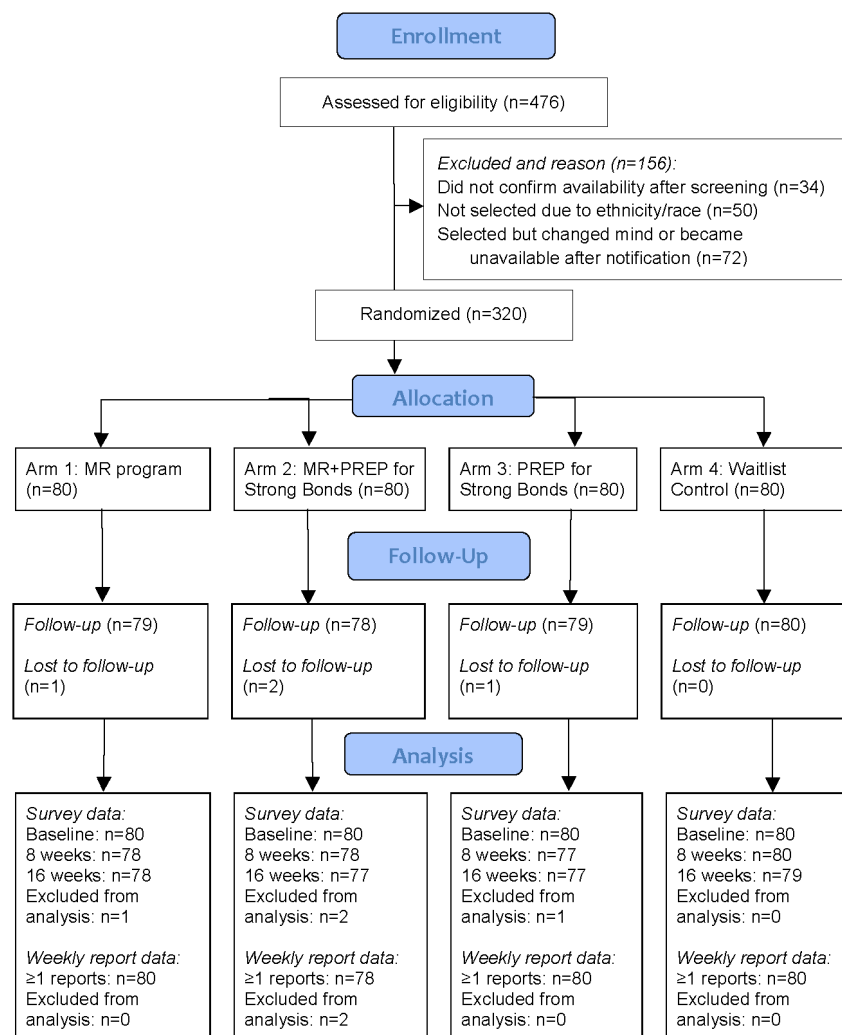 Enrollment
Assessed for eligibility (n=476)
Excluded and reason (n=156):
Did not confirm availability after screening (n=34)
Not selected due to ethnicity/race (n=50)
Selected but changed mind or became
unavailable after notification (n=72)
Randomized (n=320)
Allocation
Arm 1: MR program
(n=80)
Arm 2: MR+PREP for
Strong Bonds (n=80)
Arm 3: PREP for
Strong Bonds (n=80)
Arm 4: Waitlist
Control (n=80)
Follow-Up
Follow-up (n=79)
Lost to follow-up
(n=1)
Follow-up (n=78)
Lost to follow-up
(n=2)
Follow-up (n=79)
Lost to follow-up
(n=1)
Follow-up (n=80)
Lost to follow-up
(n=0)
Analysis
Survey data:
Baseline: n=80
8 weeks: n=78
16 weeks: n=78
Excluded from
analysis: n=1
Weekly report data:
≥1 reports: n=80
Excluded from
analysis: n=0
Survey data:
Baseline: n=80
8 weeks: n=78
16 weeks: n=77
Excluded from
analysis: n=2
Weekly report data:
≥1 reports: n=78
Excluded from
analysis: n=2
Survey data:
Baseline: n=80
8 weeks: n=77
16 weeks: n=77
Excluded from
analysis: n=1
Weekly report data:
≥1 reports: n=80
Excluded from
analysis: n=0
Survey data:
Baseline: n=80
8 weeks: n=80
16 weeks: n=79
Excluded from
analysis: n=0
Weekly report data:
≥1 reports: n=80
Excluded from
analysis: n=0